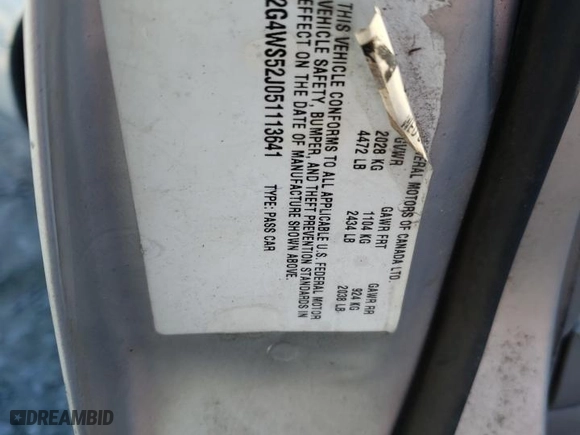 GENERAL MOTORS OF CANADA LTD.
GVWR GAWR FRT GAWR RR
2028 KG 1104 KG 924 KG
4472 LB 2434 LB 2038 LB
THIS VEHICLE CONFORMS TO ALL APPLICABLE U.S. FEDERAL MOTOR
VEHICLE SAFETY, BUMPER, AND THEFT PREVENTION STANDARDS IN
EFFECT ON THE DATE OF MANUFACTURE SHOWN ABOVE.
2G4WS52J051113641 TYPE: PASS CAR
DREAMBID